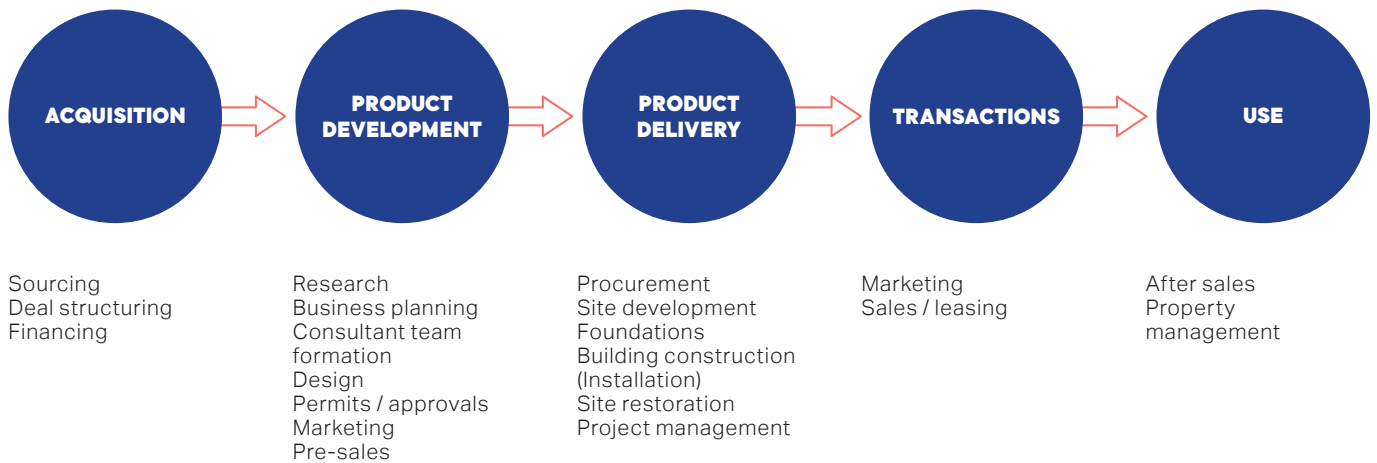 ACQUISITION
PRODUCT
DEVELOPMENT
PRODUCT
DELIVERY
TRANSACTIONS
USE
Sourcing
Deal structuring
Financing
Research
Business planning
Consultant team
formation
Design
Permits / approvals
Marketing
Pre-sales
Procurement
Site development
Foundations
Building construction
(Installation)
Site restoration
Project management
Marketing
Sales / leasing
After sales
Property
management